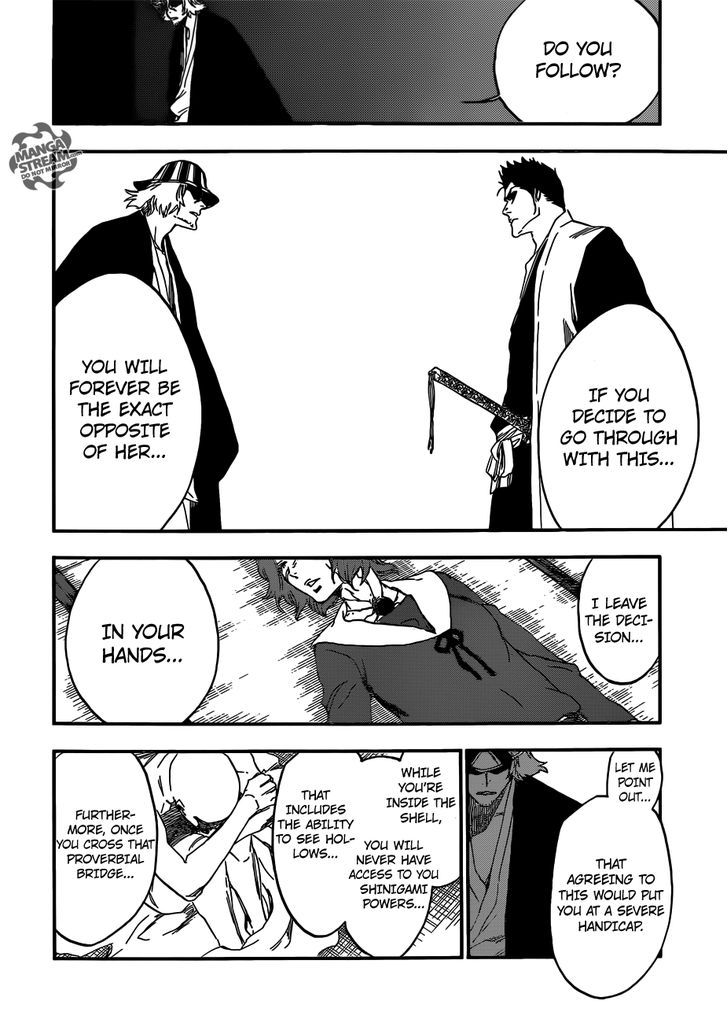 DO YOU
FOLLOW?
MANGA
STREAM.com
DO NOT MIRROR
IF YOU
DECIDE TO
GO THROUGH
WITH THIS...
YOU WILL
FOREVER BE
THE EXACT
OPPOSITE
OF HER...
I LEAVE
THE DECI-
SION...
IN YOUR
HANDS...
LET ME
POINT
OUT...
THAT
AGREEING TO
THIS WOULD PUT
YOU AT A SEVERE
HANDICAP.
WHILE
YOU'RE
INSIDE THE
SHELL,
YOU WILL
NEVER HAVE
ACCESS TO YOU
SHINIGAMI
POWERS...
THAT
INCLUDES
THE ABILITY
TO SEE HOL-
LOWS...
FURTHER-
MORE, ONCE
YOU CROSS THAT
PROVERBIAL
BRIDGE...